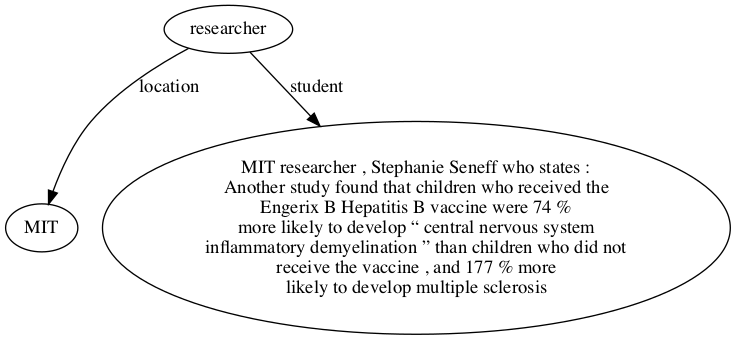 researcher
location
student
MIT
MIT researcher , Stephanie Seneff who states :
Another study found that children who received the
Engerix B Hepatitis B vaccine were 74 %
more likely to develop “ central nervous system
inflammatory demyelination ” than children who did not
receive the vaccine , and 177 % more
likely to develop multiple sclerosis